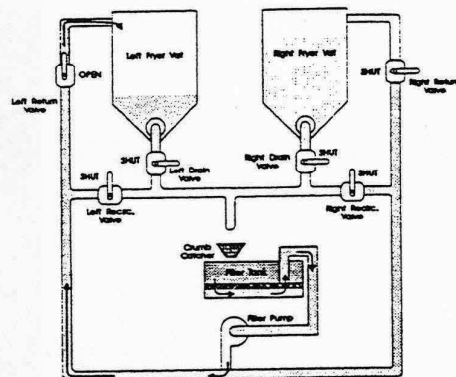 Left Fryer Vat
Right Fryer Vat
OPEN
SHUT
Left Return
Valve
Right Return
Valve
SHUT
Left Drain
Valve
Right Drain
Valve
SHUT
SHUT
SHUT
Left Recirc.
Valve
Right Recirc.
Valve
Crumb
Catcher
Filter Tank
Filter Pump